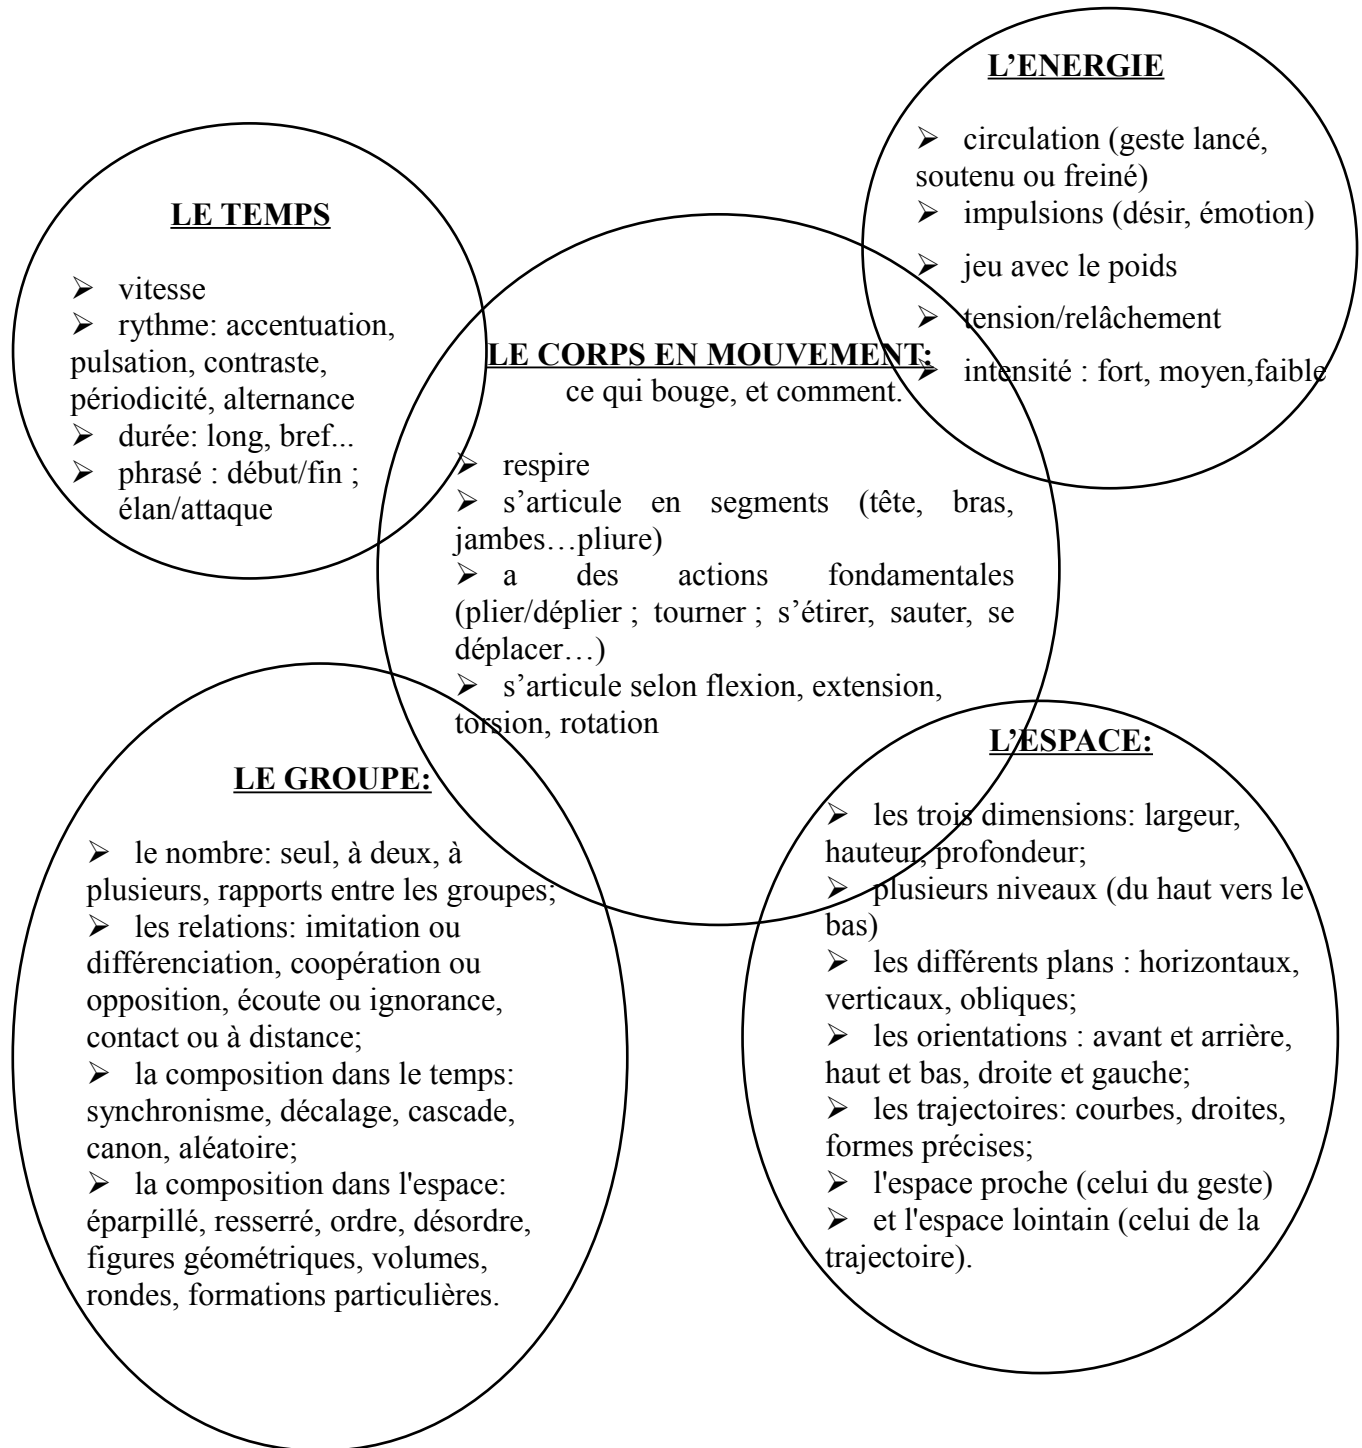 L’ENERGIE
➢ circulation (geste lancé,
soutenu ou freiné)
➢ impulsions (désir, émotion)
➢ jeu avec le poids
➢ tension/relâchement
➢ intensité : fort, moyen,faible
LE TEMPS
➢ vitesse
➢ rythme: accentuation,
pulsation, contraste,
périodicité, alternance
➢ durée: long, bref...
➢ phrasé : début/fin ;
élan/attaque
LE CORPS EN MOUVEMENT:
ce qui bouge, et comment.
➢ respire
➢ s’articule en segments (tête, bras,
jambes…pliure)
➢ a des actions fondamentales
(plier/déplier ; tourner ; s’étirer, sauter, se
déplacer…)
➢ s’articule selon flexion, extension,
torsion, rotation
LE GROUPE:
➢ le nombre: seul, à deux, à
plusieurs, rapports entre les groupes;
➢ les relations: imitation ou
différenciation, coopération ou
opposition, écoute ou ignorance,
contact ou à distance;
➢ la composition dans le temps:
synchronisme, décalage, cascade,
canon, aléatoire;
➢ la composition dans l'espace:
éparpillé, resserré, ordre, désordre,
figures géométriques, volumes,
rondes, formations particulières.
L’ESPACE:
➢ les trois dimensions: largeur,
hauteur, profondeur;
➢ plusieurs niveaux (du haut vers le
bas)
➢ les différents plans : horizontaux,
verticaux, obliques;
➢ les orientations : avant et arrière,
haut et bas, droite et gauche;
➢ les trajectoires: courbes, droites,
formes précises;
➢ l'espace proche (celui du geste)
➢ et l'espace lointain (celui de la
trajectoire).